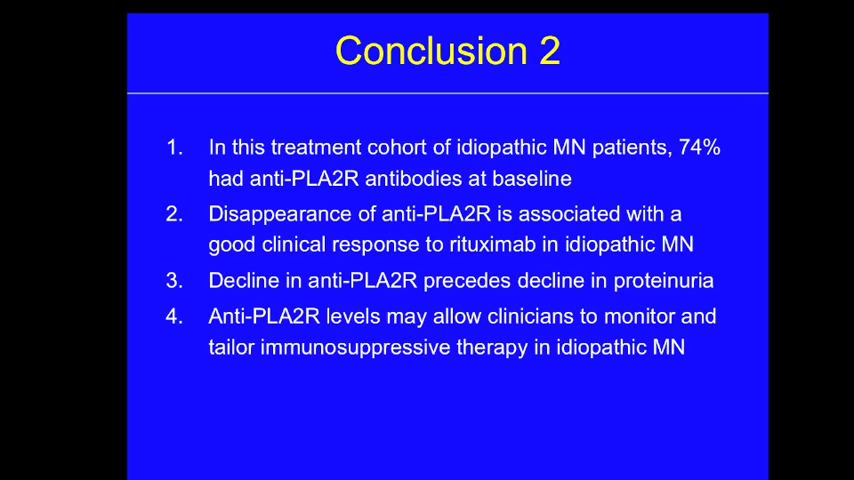 Conclusion 2
1. In this treatment cohort of idiopathic MN patients, 74%
had anti-PLA2R antibodies at baseline
2. Disappearance of anti-PLA2R is associated with a
good clinical response to rituximab in idiopathic MN
3. Decline in anti-PLA2R precedes decline in proteinuria
4. Anti-PLA2R levels may allow clinicians to monitor and
tailor immunosuppressive therapy in idiopathic MN